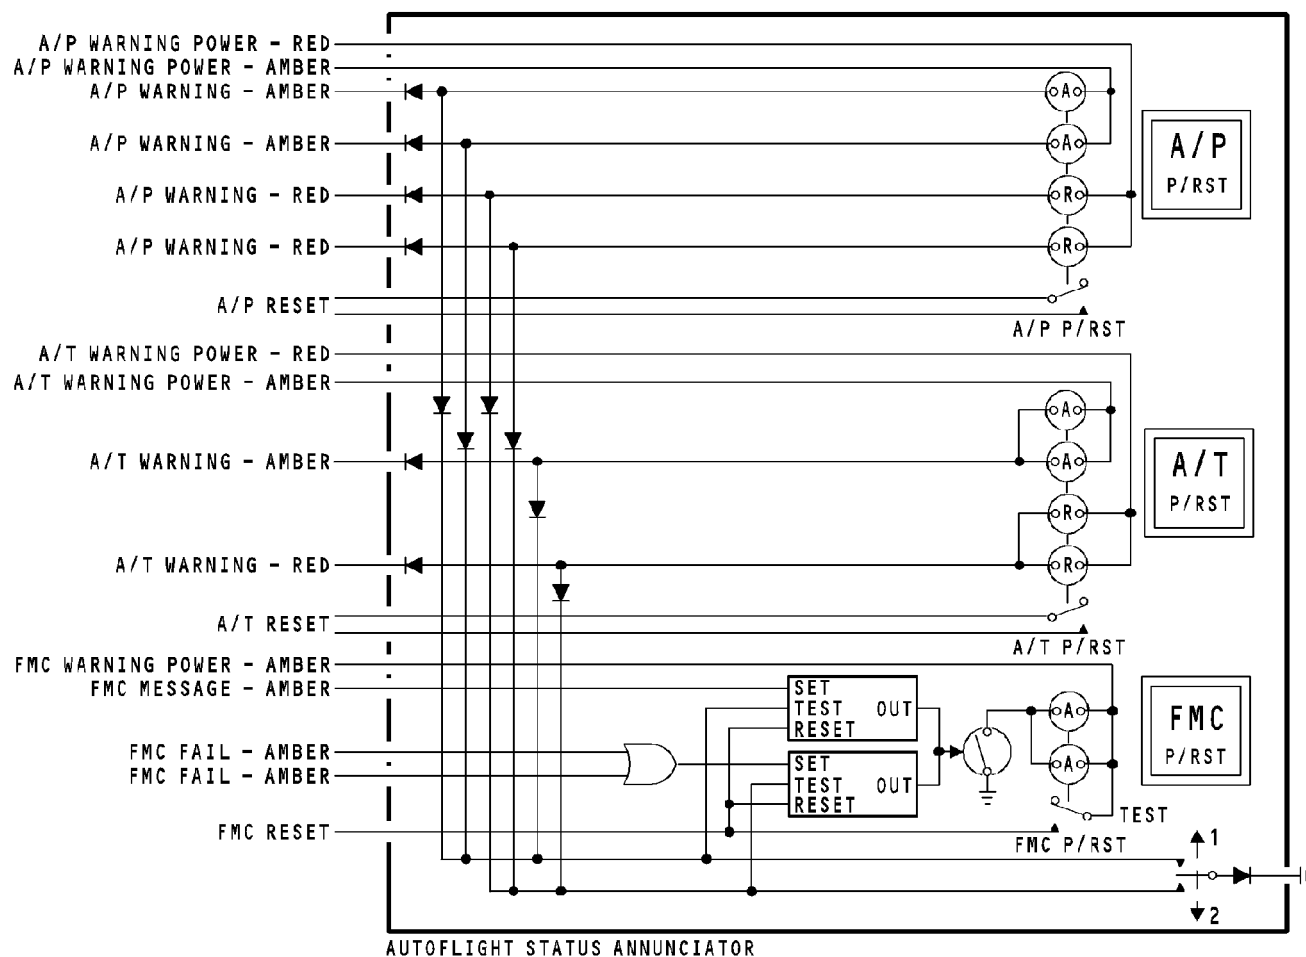 A/P WARNING POWER - RED
A/P WARNING POWER - AMBER
A/P WARNING - AMBER
A
A/P WARNING - AMBER
A
A/P
P/RST
A/P WARNING - RED
R
A/P WARNING - RED
R
A/P RESET
A/P P/RST
A/T WARNING POWER - RED
A/T WARNING POWER - AMBER
A
A/T WARNING - AMBER
A
A/T
P/RST
R
A/T WARNING - RED
R
A/T RESET
A/T P/RST
FMC WARNING POWER - AMBER
FMC MESSAGE - AMBER
SET
TEST OUT
RESET
A
FMC
P/RST
FMC FAIL - AMBER
FMC FAIL - AMBER
SET
TEST OUT
RESET
A
TEST
FMC RESET
FMC P/RST
1
2
AUTOFLIGHT STATUS ANNUNCIATOR